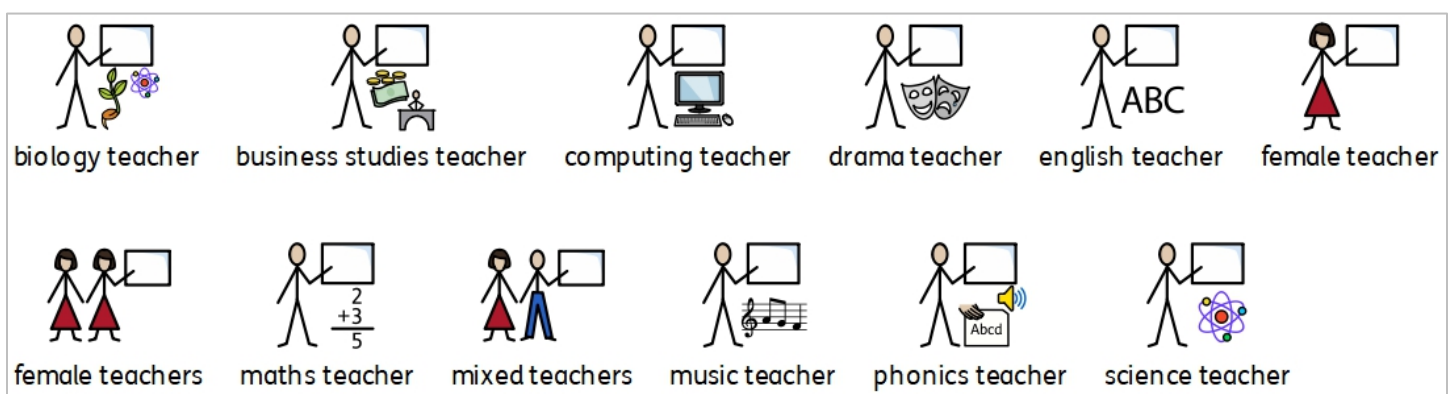 ABC
biology teacher business studies teacher computing teacher drama teacher english teacher female teacher
2
+3
5
Abcd
female teachers maths teacher mixed teachers music teacher phonics teacher science teacher